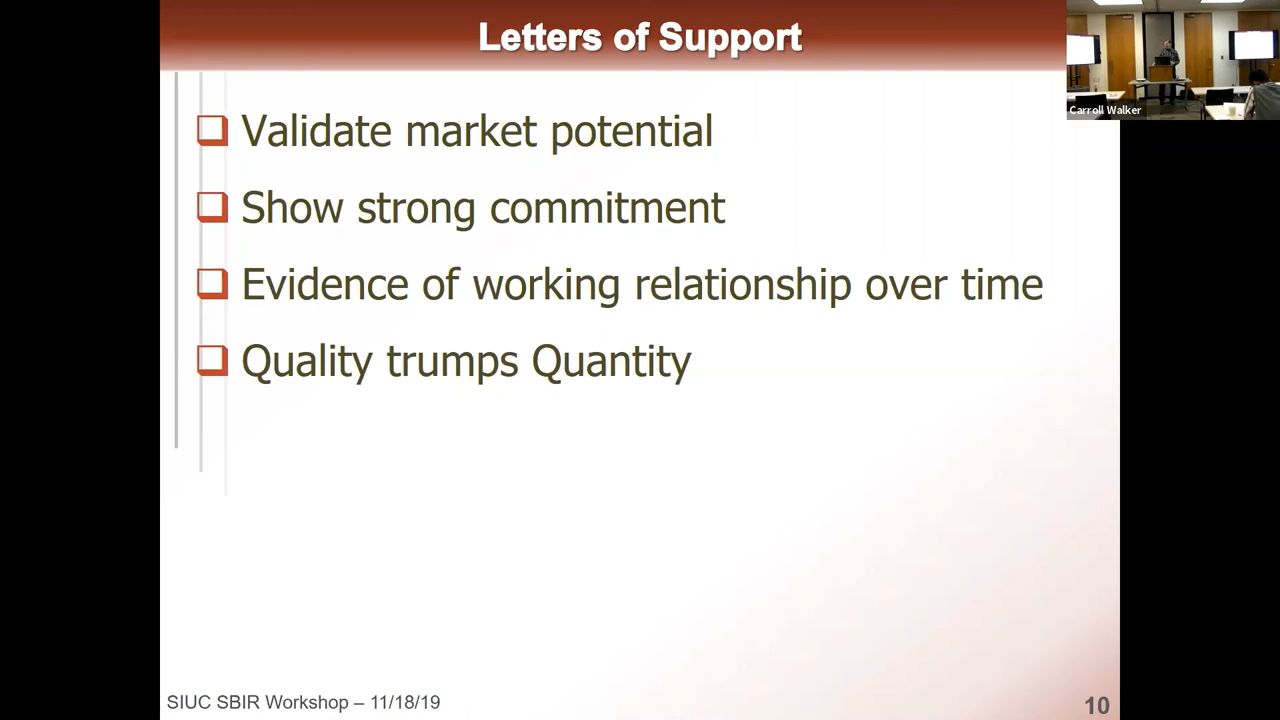 Letters of Support
Carroll Walker
Validate market potential
Show strong commitment
Evidence of working relationship over time
Quality trumps Quantity
SIUC SBIR Workshop – 11/18/19
10